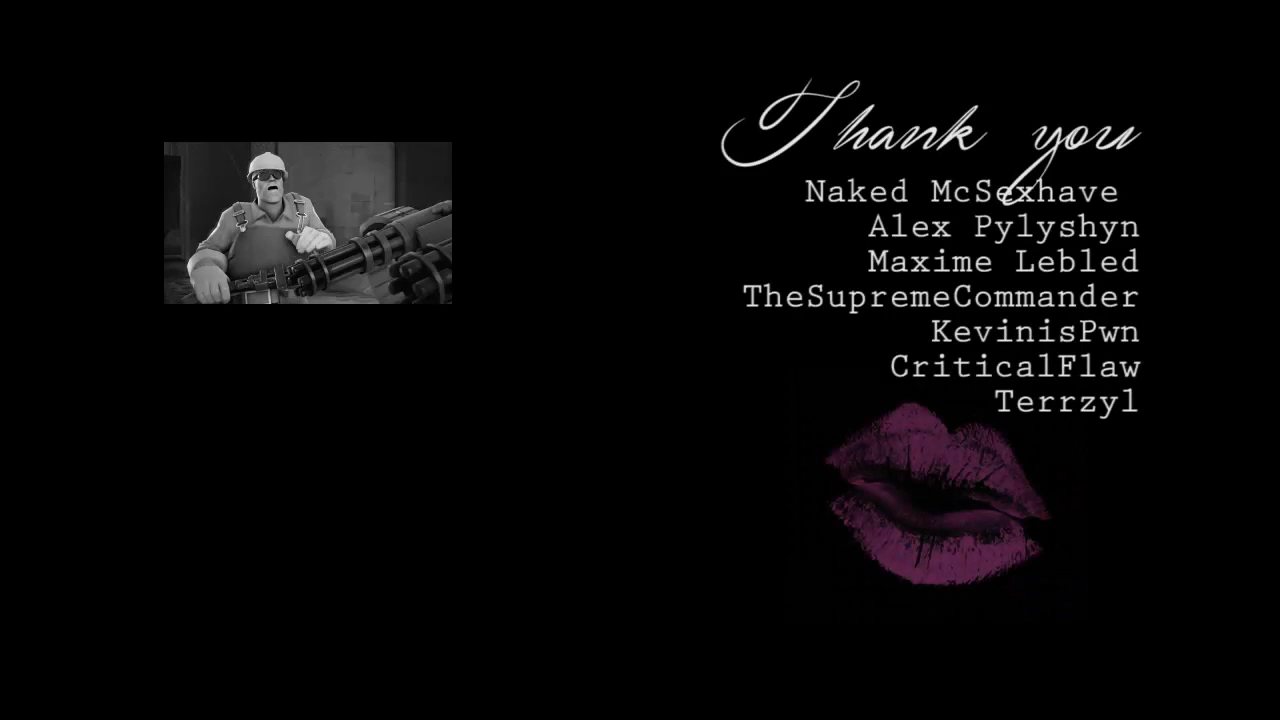 Thank you
Naked McSexhave
Alex Pylyshyn
Maxime Lebled
TheSupremeCommander
KevinisPwn
CriticalFlaw
Terrzyl